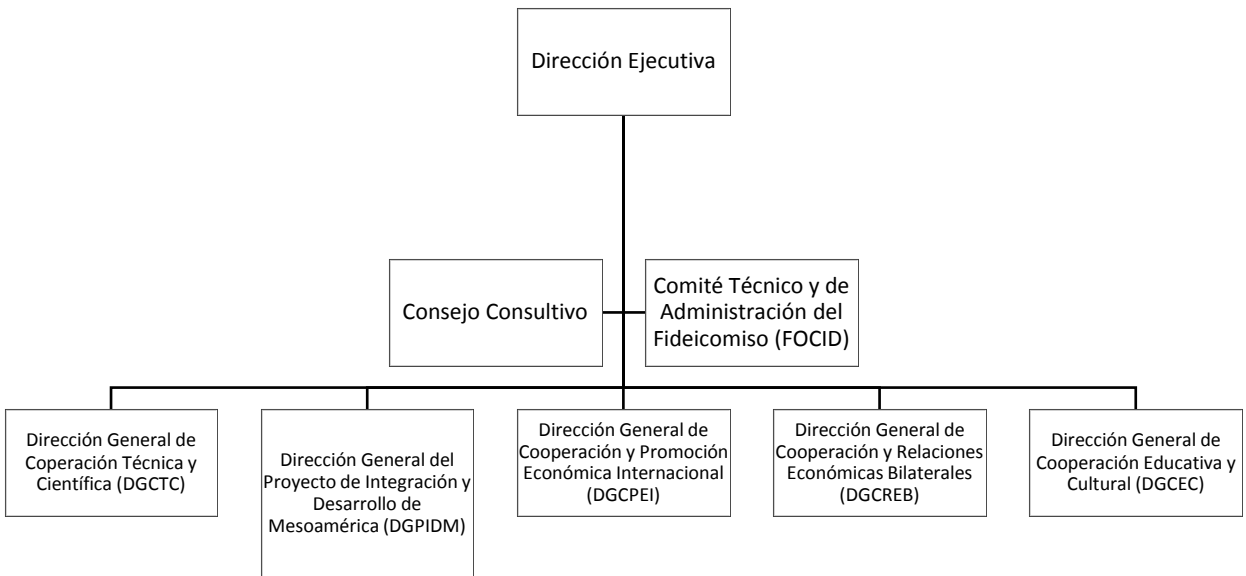 Dirección Ejecutiva
Consejo Consultivo
Comité Técnico y de
Administración del
Fideicomiso (FOCID)
Dirección General de
Coperación Técnica y
Científica (DGCTC)
Dirección General del
Proyecto de Integración y
Desarrollo de
Mesoamérica (DGPIDM)
Dirección General de
Cooperación y Promoción
Económica Internacional
(DGCPEI)
Dirección General de
Cooperación y Relaciones
Económicas Bilaterales
(DGCREB)
Dirección General de
Cooperación Educativa y
Cultural (DGCEC)